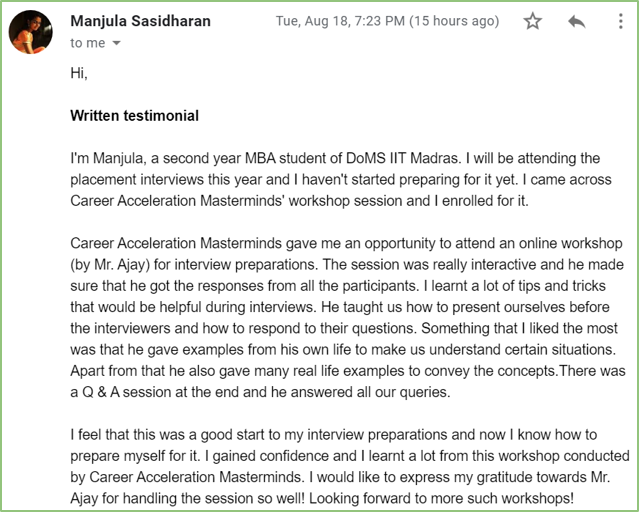 Manjula Sasidharan
Tue, Aug 18, 7:23 PM (15 hours ago)
to me
Hi,
Written testimonial
I'm Manjula, a second year MBA student of DoMS IIT Madras. I will be attending the
placement interviews this year and I haven't started preparing for it yet. I came across
Career Acceleration Masterminds' workshop session and I enrolled for it.
Career Acceleration Masterminds gave me an opportunity to attend an online workshop
(by Mr. Ajay) for interview preparations. The session was really interactive and he made
sure that he got the responses from all the participants. I learnt a lot of tips and tricks
that would be helpful during interviews. He taught us how to present ourselves before
the interviewers and how to respond to their questions. Something that I liked the most
was that he gave examples from his own life to make us understand certain situations.
Apart from that he also gave many real life examples to convey the concepts.There was
a Q & A session at the end and he answered all our queries.
I feel that this was a good start to my interview preparations and now I know how to
prepare myself for it. I gained confidence and I learnt a lot from this workshop conducted
by Career Acceleration Masterminds. I would like to express my gratitude towards Mr.
Ajay for handling the session so well! Looking forward to more such workshops!